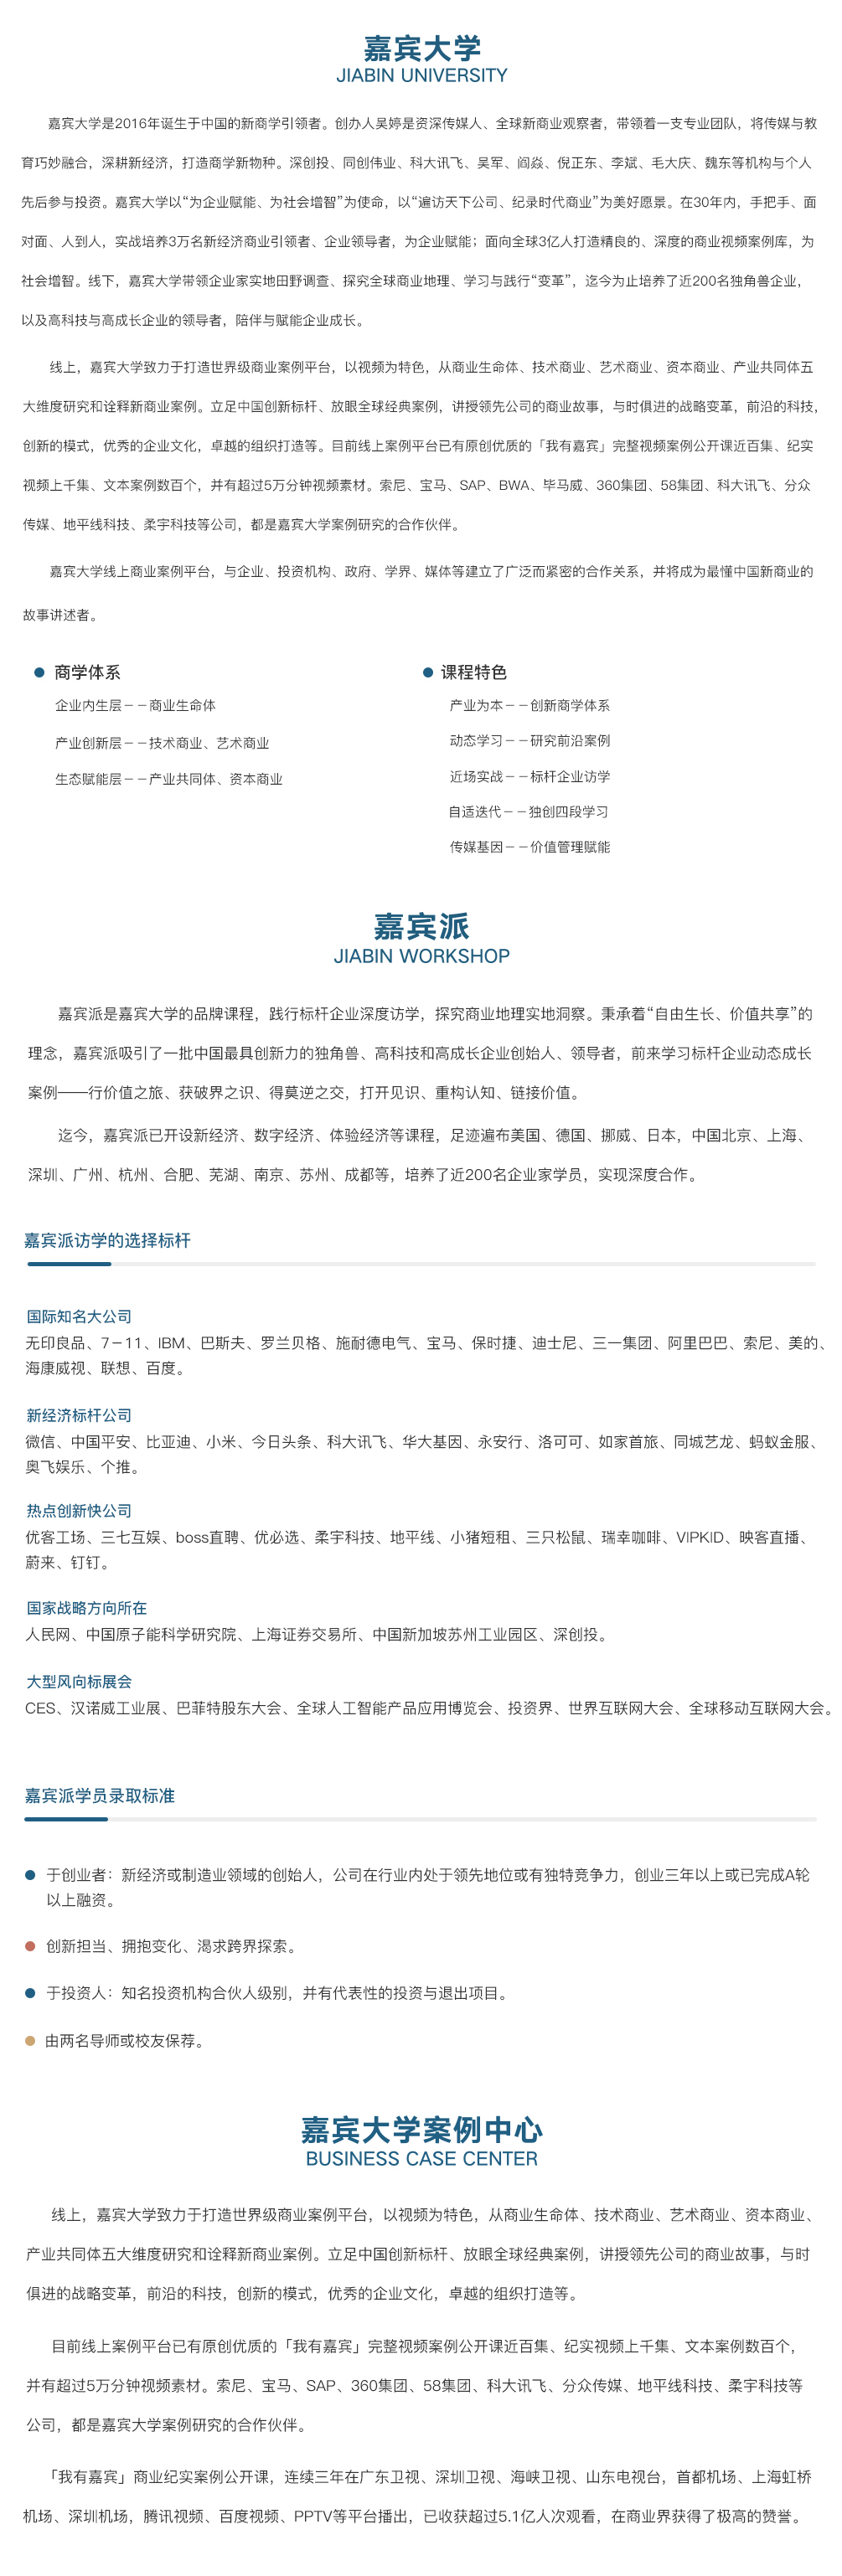 嘉宾大学
JIABIN UNIVERSITY
嘉宾大学是2016年诞生于中国的新商学引领者。创办人吴婷是资深传媒人、全球新商业观察者，带领着一支专业团队，将传媒与教
育巧妙融合，深耕新经济，打造商学新物种。深创投、同创伟业、科大讯飞、吴军、阎焱、倪正东、李斌、毛大庆、魏东等机构与个人
先后参与投资。嘉宾大学以“为企业赋能、为社会增智”为使命，以“遍访天下公司、纪录时代商业”为美好愿景。在30年内，手把手、面
对面、人到人，实战培养3万名新经济商业引领者、企业领导者，为企业赋能；面向全球3亿人打造精良的、深度的商业视频案例库，为
社会增智。线下，嘉宾大学带领企业家实地田野调查、探究全球商业地理、学习与践行“变革”，迄今为止培养了近200名独角兽企业，
以及高科技与高成长企业的领导者，陪伴与赋能企业成长。
线上，嘉宾大学致力于打造世界级商业案例平台，以视频为特色，从商业生命体、技术商业、艺术商业、资本商业、产业共同体五
大维度研究和诠释新商业案例。立足中国创新标杆、放眼全球经典案例，讲授领先公司的商业故事，与时俱进的战略变革，前沿的科技，
创新的模式，优秀的企业文化，卓越的组织打造等。目前线上案例平台已有原创优质的「我有嘉宾」完整视频案例公开课近百集、纪实
视频上千集、文本案例数百个，并有超过5万分钟视频素材。索尼、宝马、SAP、BWA、毕马威、360集团、58集团、科大讯飞、分众
传媒、地平线科技、柔宇科技等公司，都是嘉宾大学案例研究的合作伙伴。
嘉宾大学线上商业案例平台，与企业、投资机构、政府、学界、媒体等建立了广泛而紧密的合作关系，并将成为最懂中国新商业的
故事讲述者。
商学体系
企业内生层－－商业生命体
产业创新层－－技术商业、艺术商业
生态赋能层－－产业共同体、资本商业
课程特色
产业为本－－创新商学体系
动态学习－－研究前沿案例
近场实战－－标杆企业访学
自适迭代－－独创四段学习
传媒基因－－价值管理赋能
嘉宾派
JIABIN WORKSHOP
嘉宾派是嘉宾大学的品牌课程，践行标杆企业深度访学，探究商业地理实地洞察。秉承着“自由生长、价值共享”的
理念，嘉宾派吸引了一批中国最具创新力的独角兽、高科技和高成长企业创始人、领导者，前来学习标杆企业动态成长
案例——行价值之旅、获破界之识、得莫逆之交，打开见识、重构认知、链接价值。
迄今，嘉宾派已开设新经济、数字经济、体验经济等课程，足迹遍布美国、德国、挪威、日本，中国北京、上海、
深圳、广州、杭州、合肥、芜湖、南京、苏州、成都等，培养了近200名企业家学员，实现深度合作。
嘉宾派访学的选择标杆
国际知名大公司
无印良品、7－11、IBM、巴斯夫、罗兰贝格、施耐德电气、宝马、保时捷、迪士尼、三一集团、阿里巴巴、索尼、美的、
海康威视、联想、百度。
新经济标杆公司
微信、中国平安、比亚迪、小米、今日头条、科大讯飞、华大基因、永安行、洛可可、如家首旅、同城艺龙、蚂蚁金服、
奥飞娱乐、个推。
热点创新快公司
优客工场、三七互娱、boss直聘、优必选、柔宇科技、地平线、小猪短租、三只松鼠、瑞幸咖啡、VIPKID、映客直播、
蔚来、钉钉。
国家战略方向所在
人民网、中国原子能科学研究院、上海证券交易所、中国新加坡苏州工业园区、深创投。
大型风向标展会
CES、汉诺威工业展、巴菲特股东大会、全球人工智能产品应用博览会、投资界、世界互联网大会、全球移动互联网大会。
嘉宾派学员录取标准
于创业者：新经济或制造业领域的创始人，公司在行业内处于领先地位或有独特竞争力，创业三年以上或已完成A轮
以上融资。
创新担当、拥抱变化、渴求跨界探索。
于投资人：知名投资机构合伙人级别，并有代表性的投资与退出项目。
由两名导师或校友保荐。
嘉宾大学案例中心
BUSINESS CASE CENTER
线上，嘉宾大学致力于打造世界级商业案例平台，以视频为特色，从商业生命体、技术商业、艺术商业、资本商业、
产业共同体五大维度研究和诠释新商业案例。立足中国创新标杆、放眼全球经典案例，讲授领先公司的商业故事，与时
俱进的战略变革，前沿的科技，创新的模式，优秀的企业文化，卓越的组织打造等。
目前线上案例平台已有原创优质的「我有嘉宾」完整视频案例公开课近百集、纪实视频上千集、文本案例数百个，
并有超过5万分钟视频素材。索尼、宝马、SAP、360集团、58集团、科大讯飞、分众传媒、地平线科技、柔宇科技等
公司，都是嘉宾大学案例研究的合作伙伴。
「我有嘉宾」商业纪实案例公开课，连续三年在广东卫视、深圳卫视、海峡卫视、山东电视台，首都机场、上海虹桥
机场、深圳机场，腾讯视频、百度视频、PPTV等平台播出，已收获超过5.1亿人次观看，在商业界获得了极高的赞誉。